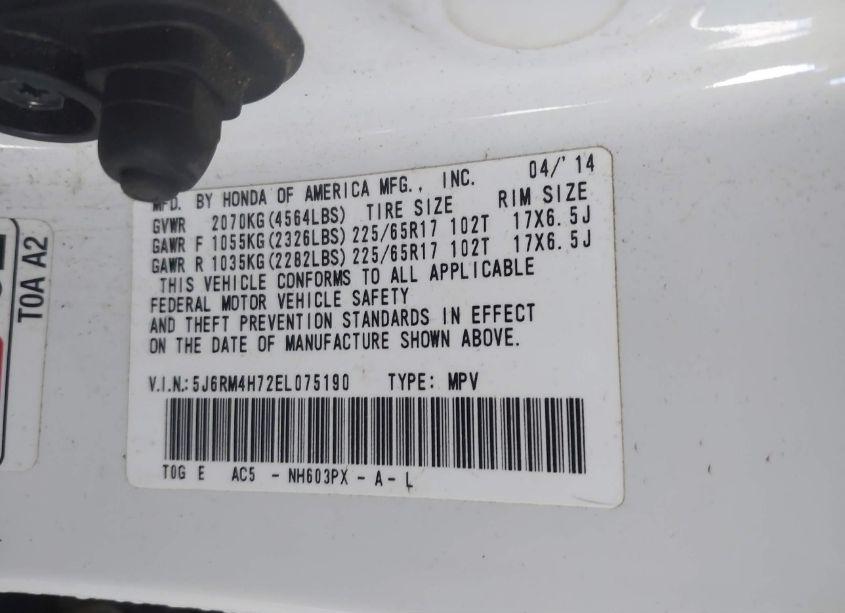 MFD. BY HONDA OF AMERICA MFG., INC. 04/'14
GVWR 2070KG(4564LBS) TIRE SIZE RIM SIZE
GAWR F 1055KG(2326LBS) 225/65R17 102T 17X6.5J
GAWR R 1035KG(2282LBS) 225/65R17 102T 17X6.5J
THIS VEHICLE CONFORMS TO ALL APPLICABLE
FEDERAL MOTOR VEHICLE SAFETY
AND THEFT PREVENTION STANDARDS IN EFFECT
ON THE DATE OF MANUFACTURE SHOWN ABOVE.
V.I.N.: 5J6RM4H72EL075190 TYPE: MPV
T0G E AC5 - NH603PX - A - L
T0A A2